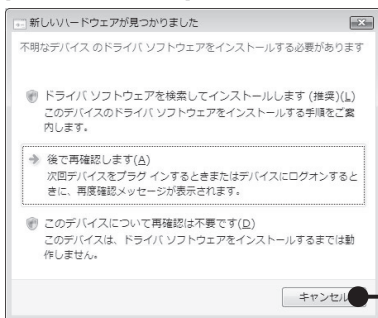 新しいハードウェアが見つかりました
不明なデバイス のドライバ ソフトウェアをインストールする必要があります
ドライバ ソフトウェアを検索してインストールします (推奨)(L)
このデバイスのドライバ ソフトウェアをインストールする手順をご案
内します。
後で再確認します(A)
次回デバイスをプラグ インするときまたはデバイスにログオンすると
きに、再度確認メッセージが表示されます。
このデバイスについて再確認は不要です(D)
このデバイスは、ドライバ ソフトウェアをインストールするまでは動
作しません。
キャンセル